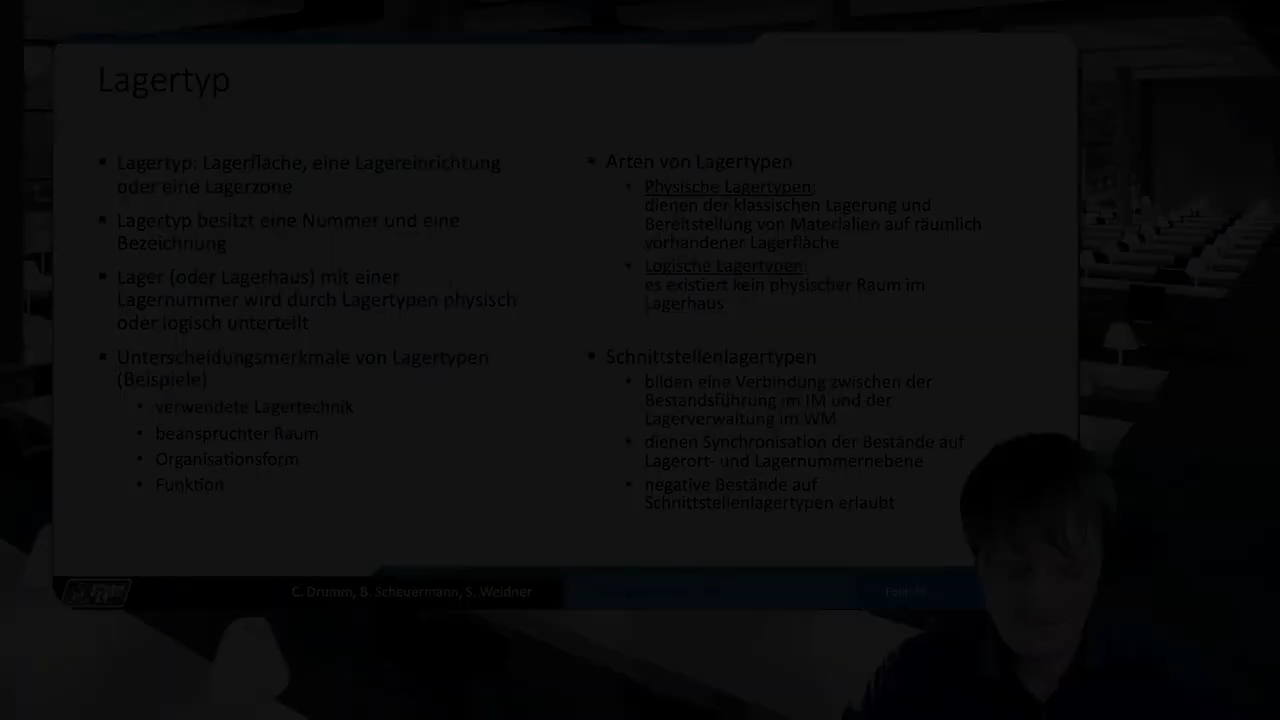 Lagertyp
Lagertyp: Lagerfläche, eine Lagereinrichtung
oder eine Lagerzone
Lagertyp besitzt eine Nummer und eine
Bezeichnung
Lager (oder Lagerhaus) mit einer
Lagernummer wird durch Lagertypen physisch
oder logisch unterteilt
Unterscheidungsmerkmale von Lagertypen
(Beispiele)
verwendete Lagertechnik
beanspruchter Raum
Organisationsform
Funktion
Arten von Lagertypen
Physische Lagertypen:
dienen der klassischen Lagerung und
Bereitstellung von Materialien auf räumlich
vorhandener Lagerfläche
Logische Lagertypen:
es existiert kein physischer Raum im
Lagerhaus
Schnittstellenlagertypen
bilden eine Verbindung zwischen der
Bestandsführung im IM und der
Lagerverwaltung im WM
dienen Synchronisation der Bestände auf
Lagerort- und Lagernummernebene
negative Bestände auf
Schnittstellenlagertypen erlaubt
C. Drumm, B. Scheuermann, S. Weidner